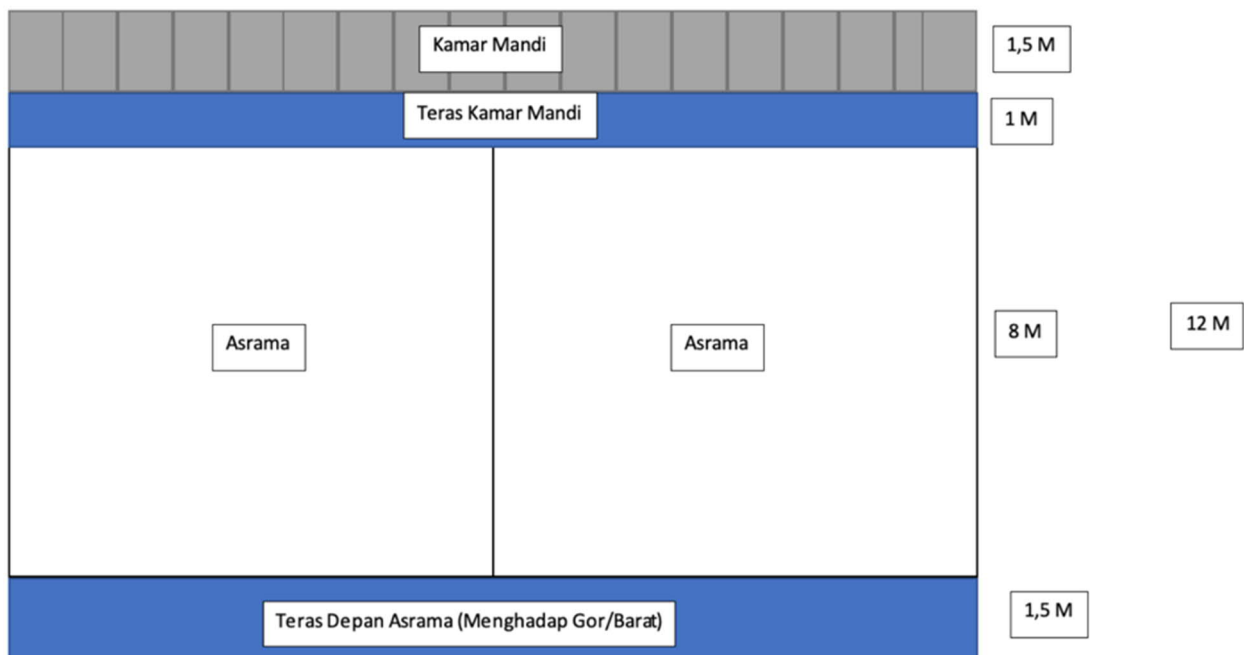 Kamar Mandi
1,5 M
Teras Kamar Mandi
1 M
Asrama
Asrama
8 M
12 M
Teras Depan Asrama (Menghadap Gor/Barat)
1,5 M